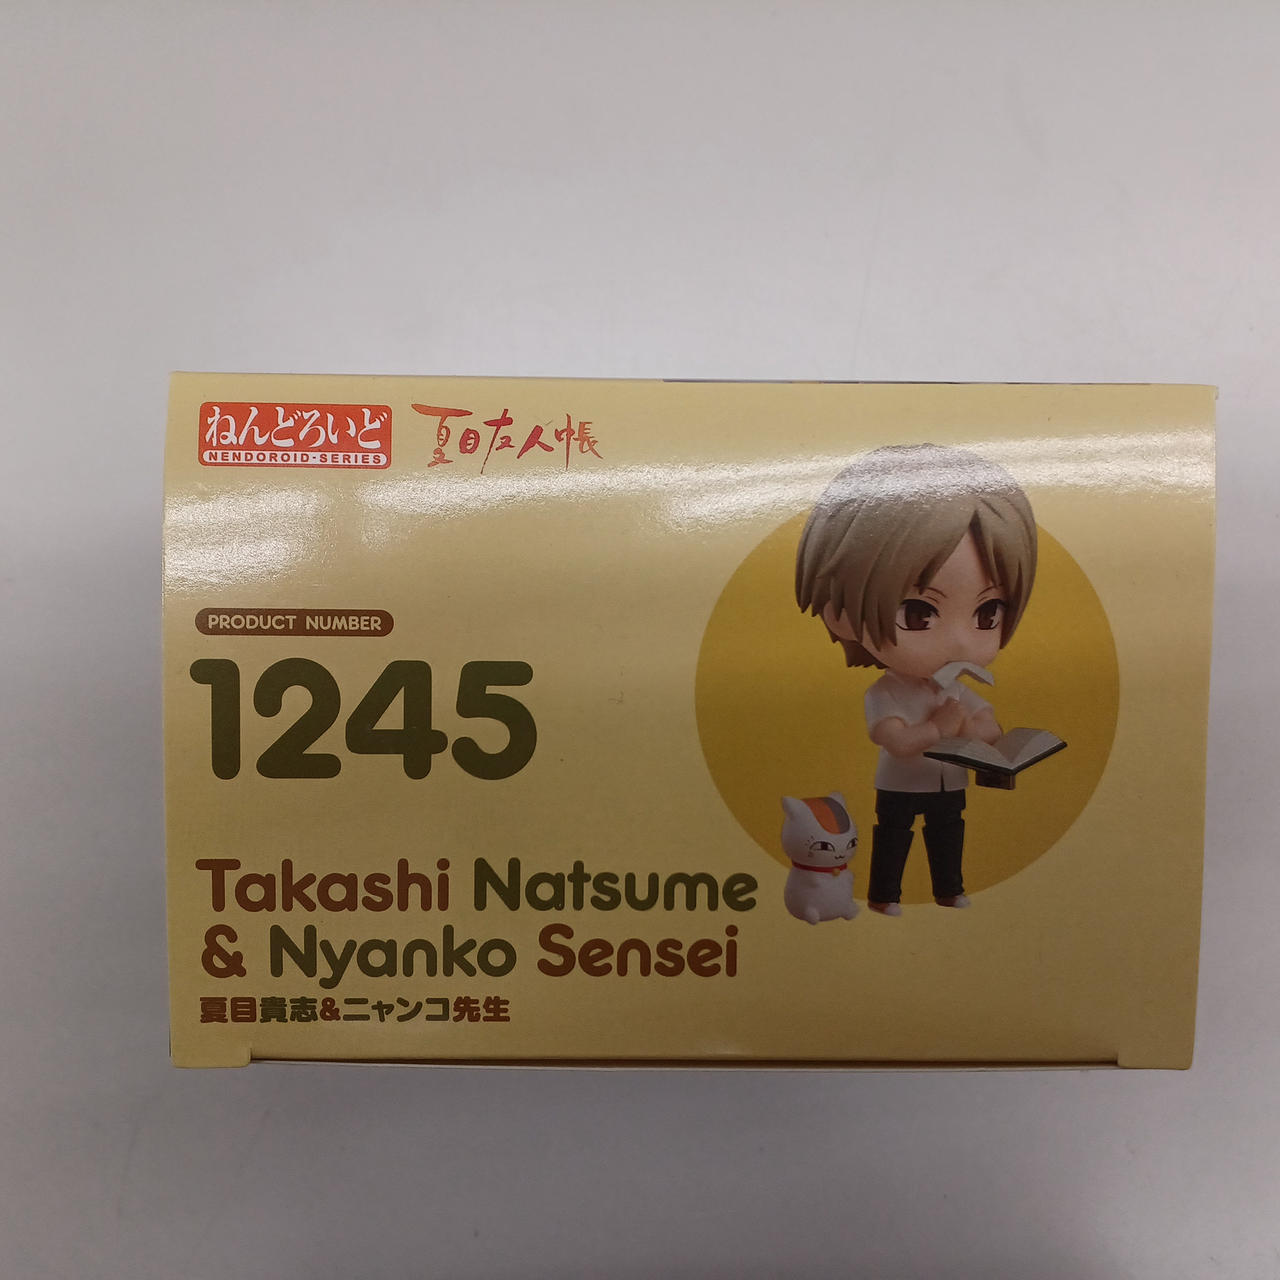 ねんどろいど
NENDOROID-SERIES
夏目友人帳
PRODUCT NUMBER
1245
Takashi Natsume
& Nyanko Sensei
夏目貴志&ニャンコ先生